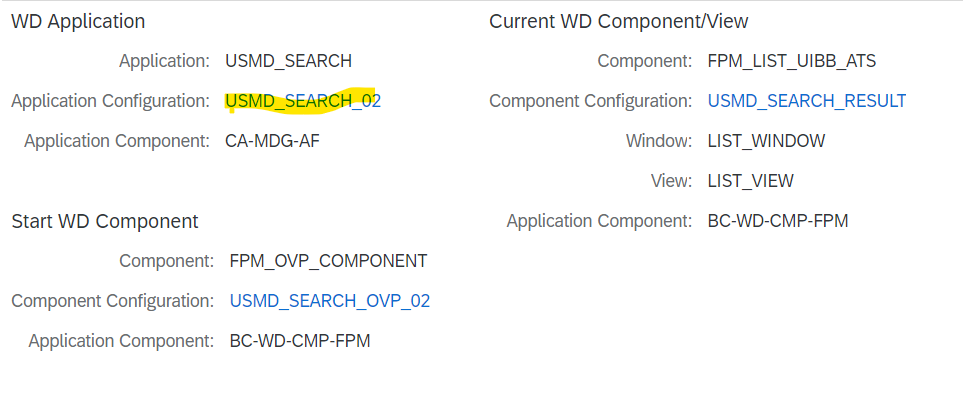 WD Application
Application: USMD_SEARCH
Application Configuration: USMD_SEARCH_02
Application Component: CA-MDG-AF
Start WD Component
Component: FPM_OVP_COMPONENT
Component Configuration: USMD_SEARCH_OVP_02
Application Component: BC-WD-CMP-FPM
Current WD Component/View
Component: FPM_LIST_UIBB_ATS
Component Configuration: USMD_SEARCH_RESULT
Window: LIST_WINDOW
View: LIST_VIEW
Application Component: BC-WD-CMP-FPM